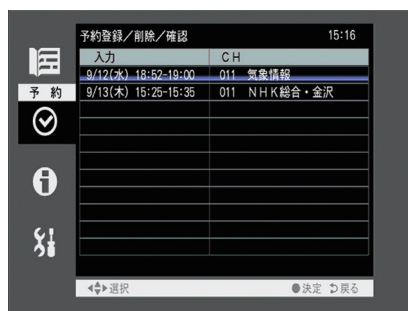 予約登録／削除／確認 15:16
入力 CH
9/12(水) 18:52-19:00 011 気象情報
予 約
9/13(木) 15:25-15:35 011 NHK総合・金沢
選択 決定 戻る